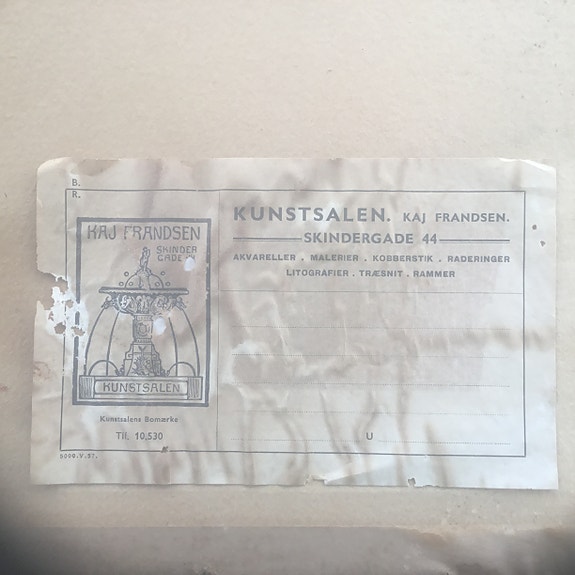 B.
R.
KAJ FRANDSEN
SKINDER
GADE 44
KUNSTSALEN
Kunstsalens Bomærke
Tlf. 10.530
KUNSTSALEN. KAJ FRANDSEN.
SKINDERGADE 44
AKVARELLER . MALERIER . KOBBERSTIK . RADERINGER
LITOGRAFIER . TRÆSNIT . RAMMER
U